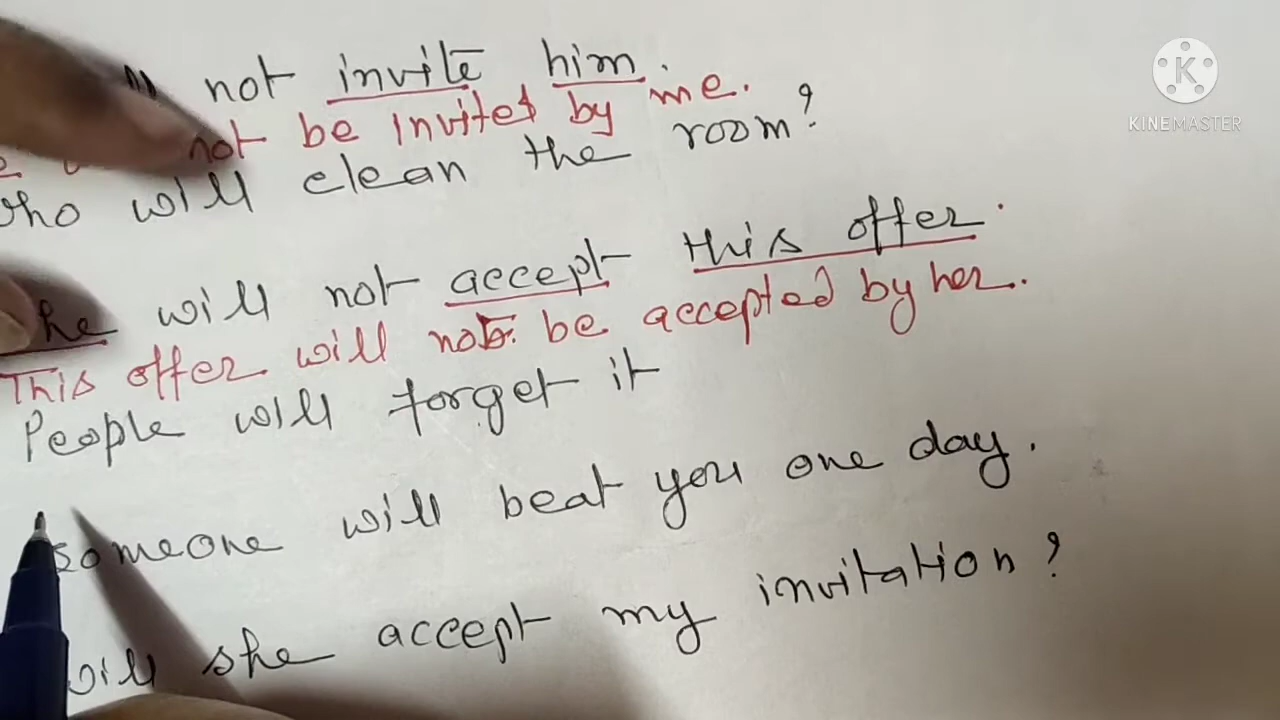 not invite him.
not be invited by me.
who will clean the room?
she will not accept this offer.
This offer will not be accepted by her.
People will forget it
someone will beat you one day.
will she accept my invitation?
KINEMASTER